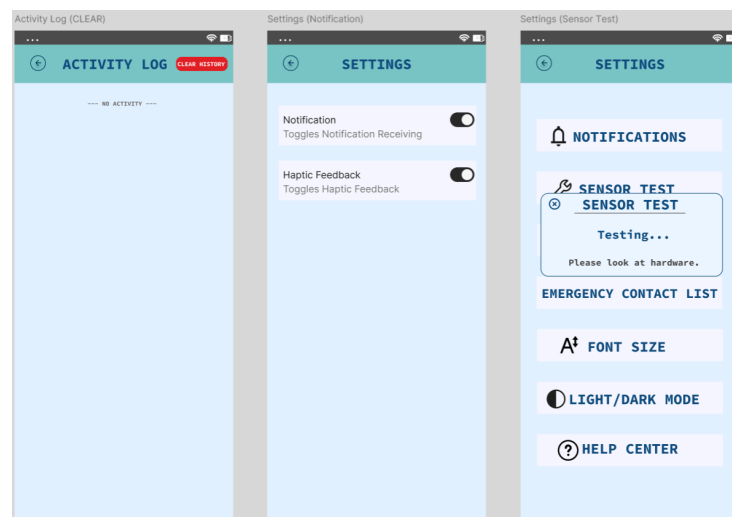 Activity Log (CLEAR)
...
ACTIVITY LOG
CLEAR HISTORY
--- NO ACTIVITY ---
Settings (Notification)
...
SETTINGS
Notification
Toggles Notification Receiving
Haptic Feedback
Toggles Haptic Feedback
Settings (Sensor Test)
...
SETTINGS
NOTIFICATIONS
SENSOR TEST
SENSOR TEST
Testing...
Please look at hardware.
EMERGENCY CONTACT LIST
FONT SIZE
LIGHT/DARK MODE
HELP CENTER